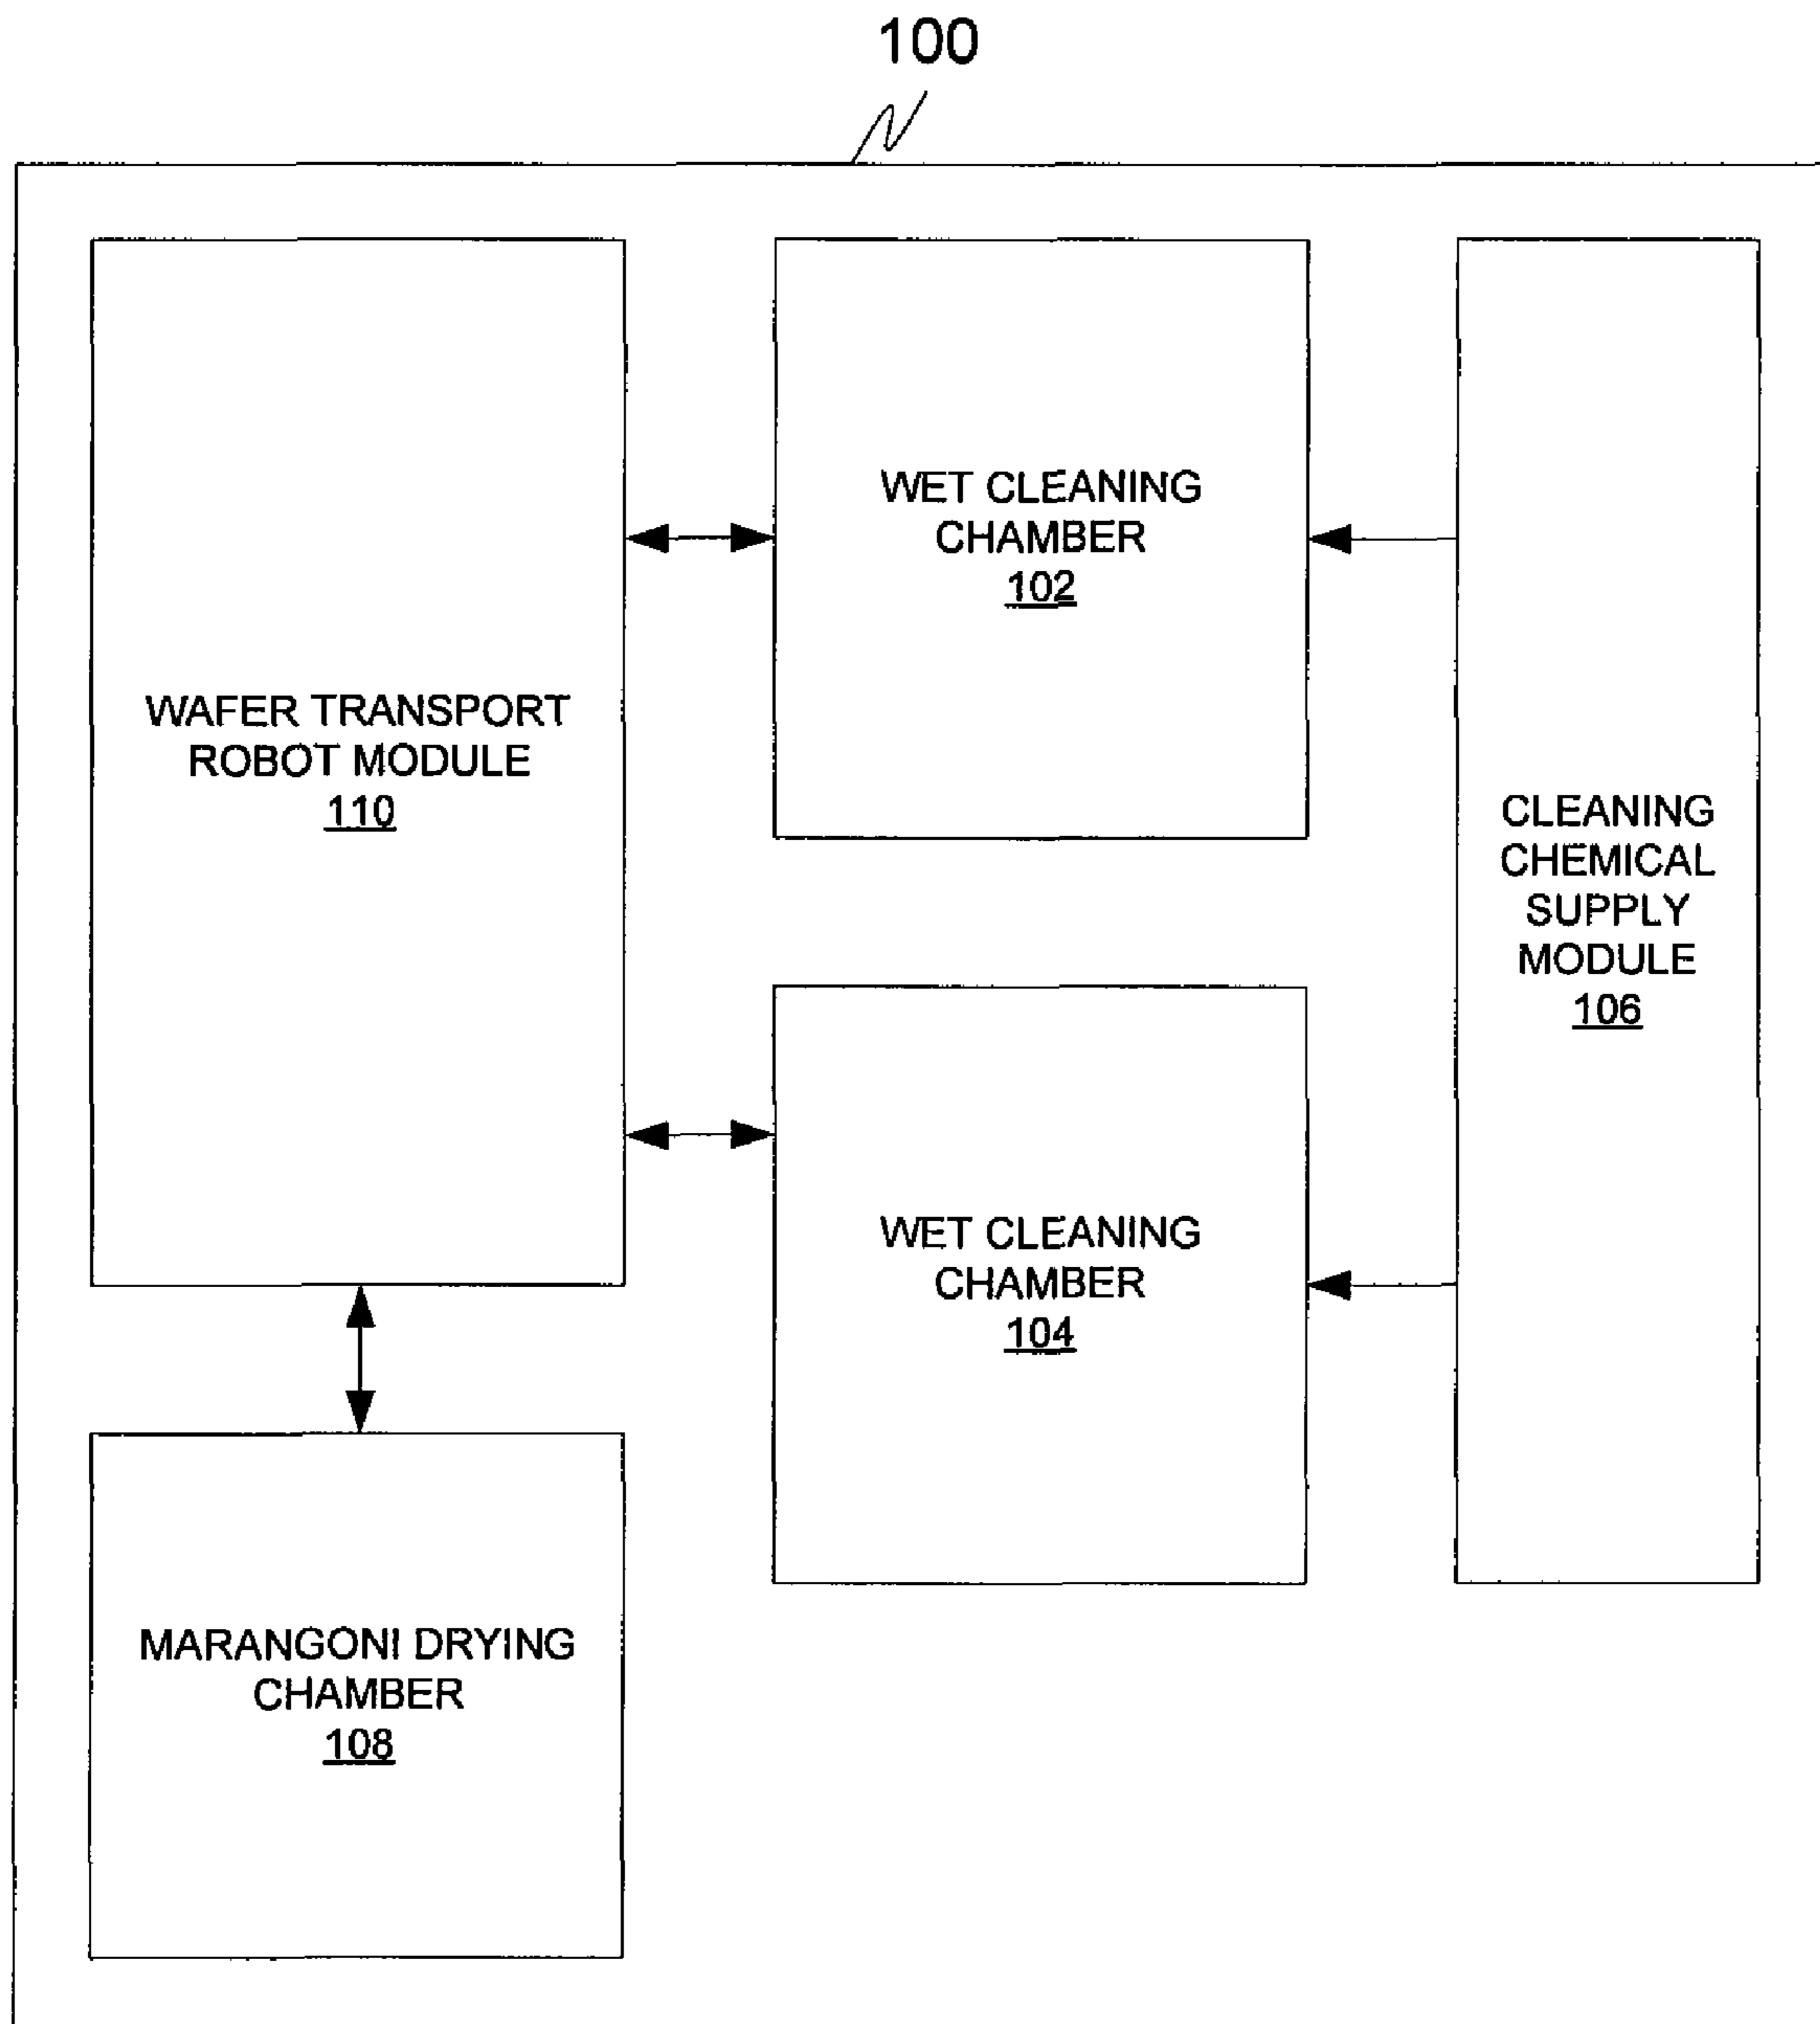 100
WAFER TRANSPORT
ROBOT MODULE
110
WET CLEANING
CHAMBER
102
CLEANING
CHEMICAL
SUPPLY
MODULE
106
WET CLEANING
CHAMBER
104
MARANGONI DRYING
CHAMBER
108